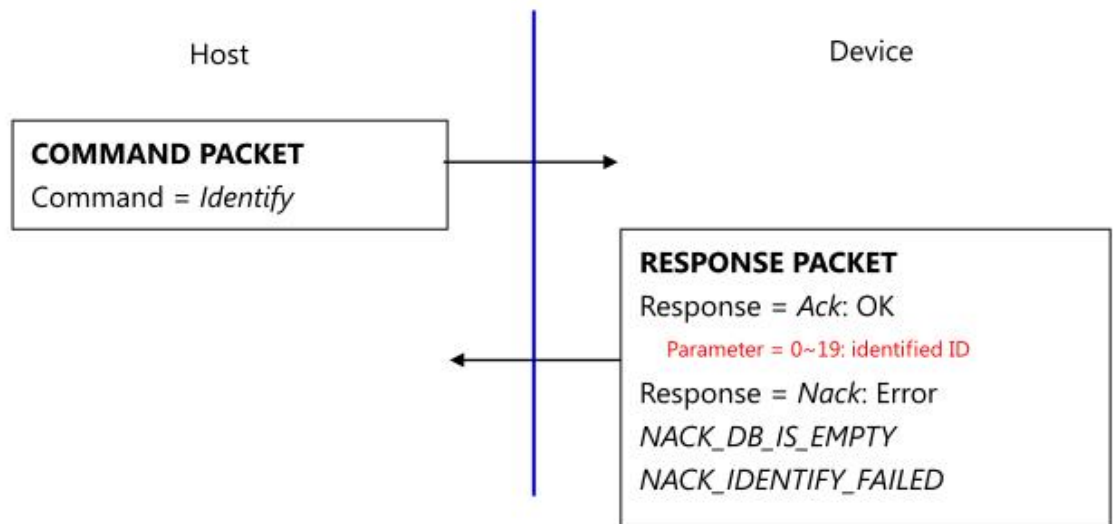 Host
Device
COMMAND PACKET
Command = Identify
RESPONSE PACKET
Response = Ack: OK
Parameter = 0~19: identified ID
Response = Nack: Error
NACK_DB_IS_EMPTY
NACK_IDENTIFY_FAILED